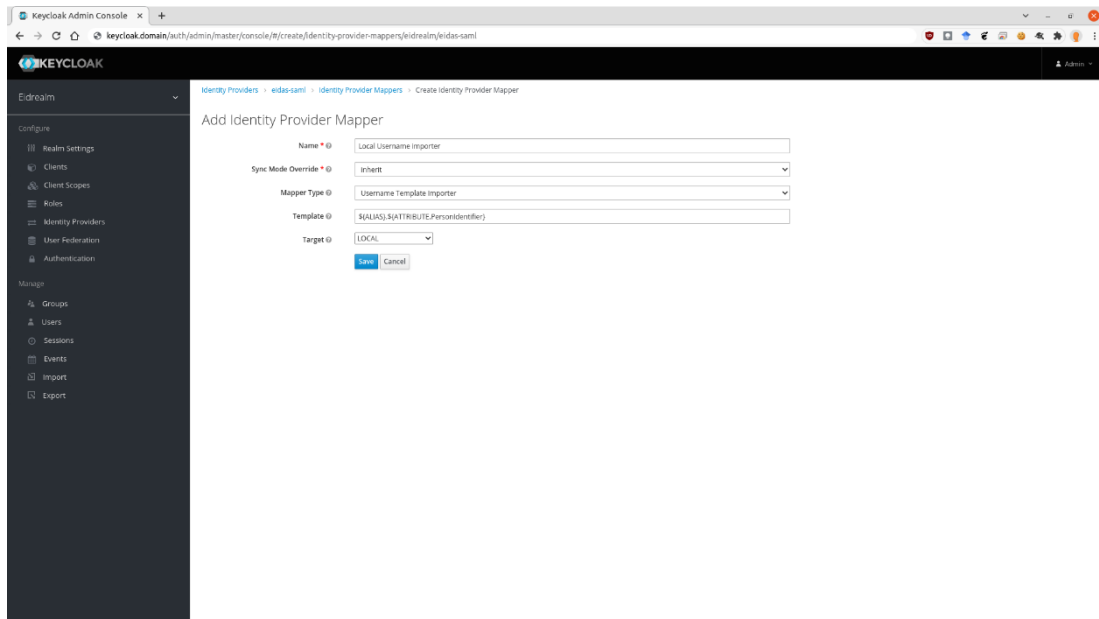 Keycloak Admin Console
keycloak.domain/auth/admin/master/console/#/create/identity-provider-mappers/eidrealm/eidas-saml
KEYCLOAK
Admin
Eidrealm
Identity Providers > eidas-saml > Identity Provider Mappers > Create Identity Provider Mapper
Add Identity Provider Mapper
Configure
Realm Settings
Clients
Client Scopes
Roles
Identity Providers
User Federation
Authentication
Manage
Groups
Users
Sessions
Events
Import
Export
Name * Local Username Importer
Sync Mode Override * inherit
Mapper Type Username Template Importer
Template ${ALIAS}.${ATTRIBUTE.PersonIdentifier}
Target LOCAL
Save Cancel